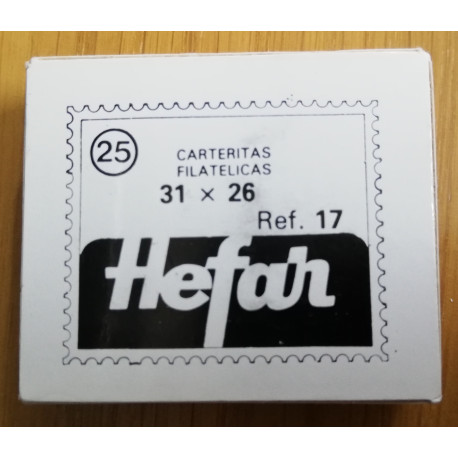 25
CARTERITAS
FILATELICAS
31 × 26
Ref. 17
Hefar